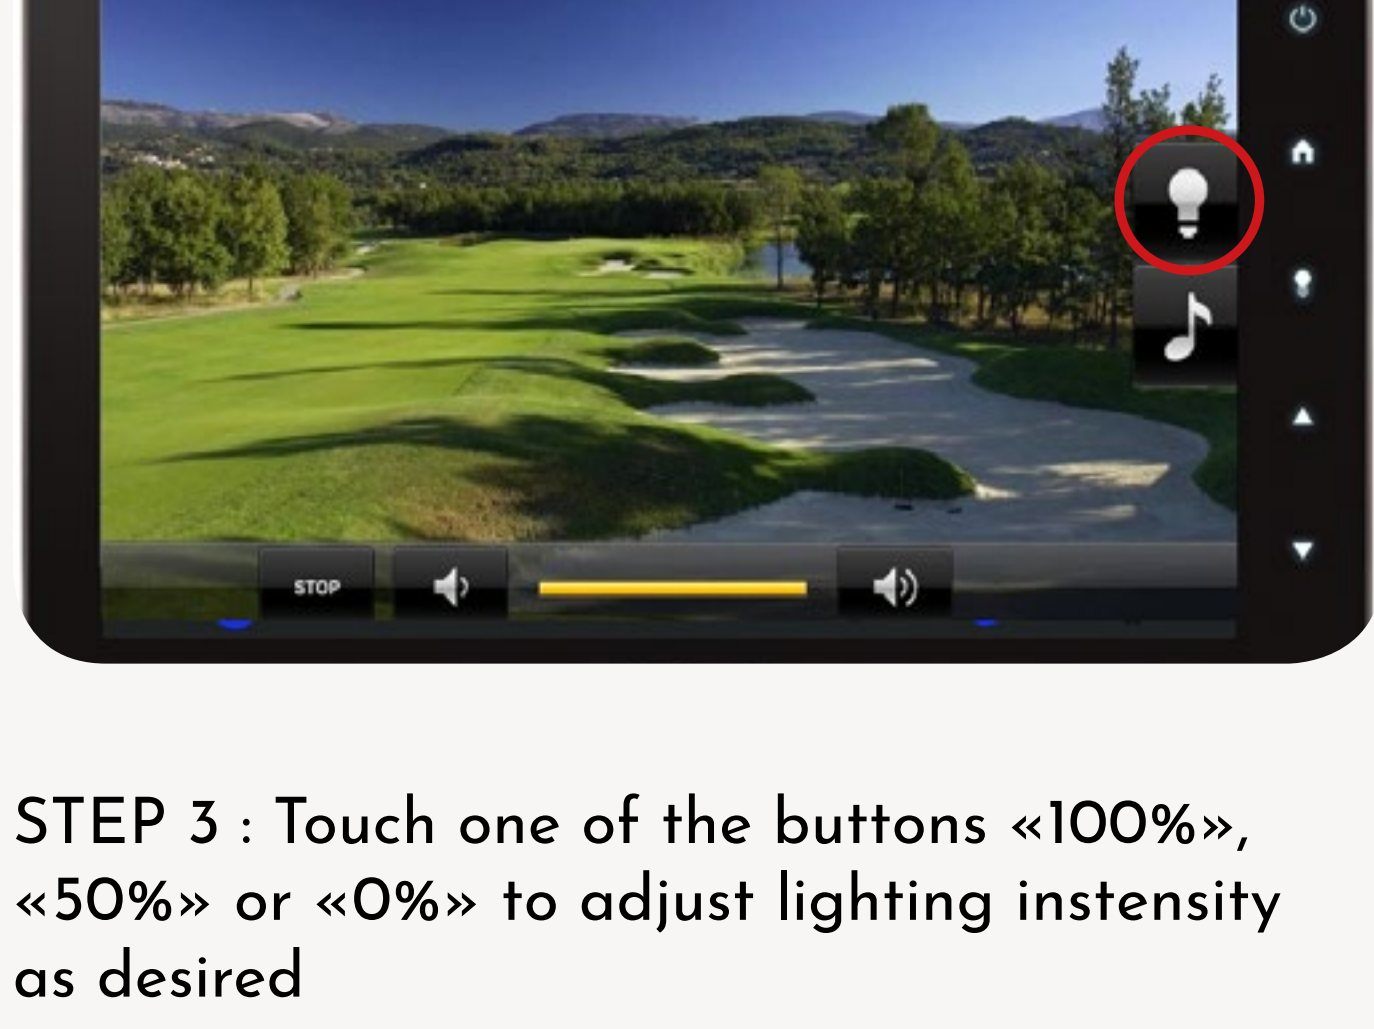 STOP
STEP 3 : Touch one of the buttons «100%»,
«50%» or «0%» to adjust lighting instensity
as desired